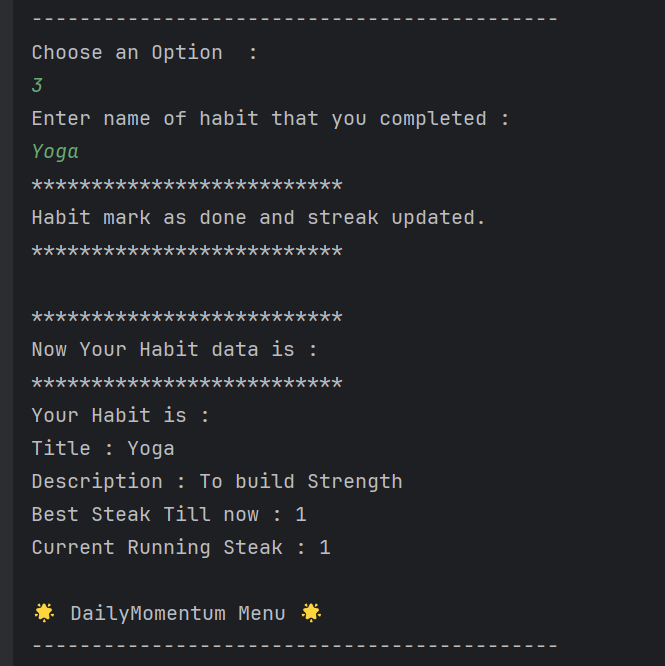 --------------------------------------------
Choose an Option  :
3
Enter name of habit that you completed :
Yoga
**************************
Habit mark as done and streak updated.
**************************
**************************
Now Your Habit data is :
**************************
Your Habit is :
Title : Yoga
Description : To build Strength
Best Steak Till now : 1
Current Running Steak : 1
🌟 DailyMomentum Menu 🌟
--------------------------------------------